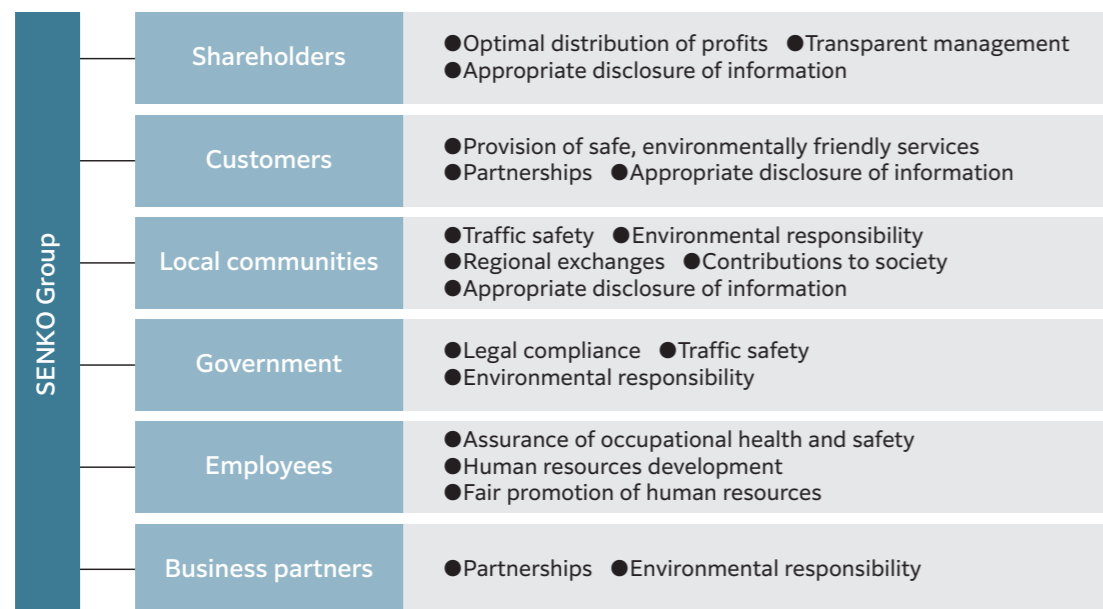 SENKO Group
Shareholders
●Optimal distribution of profits ●Transparent management
●Appropriate disclosure of information
Customers
●Provision of safe, environmentally friendly services
●Partnerships ●Appropriate disclosure of information
Local communities
●Traffic safety ●Environmental responsibility
●Regional exchanges ●Contributions to society
●Appropriate disclosure of information
Government
●Legal compliance ●Traffic safety
●Environmental responsibility
Employees
●Assurance of occupational health and safety
●Human resources development
●Fair promotion of human resources
Business partners
●Partnerships ●Environmental responsibility